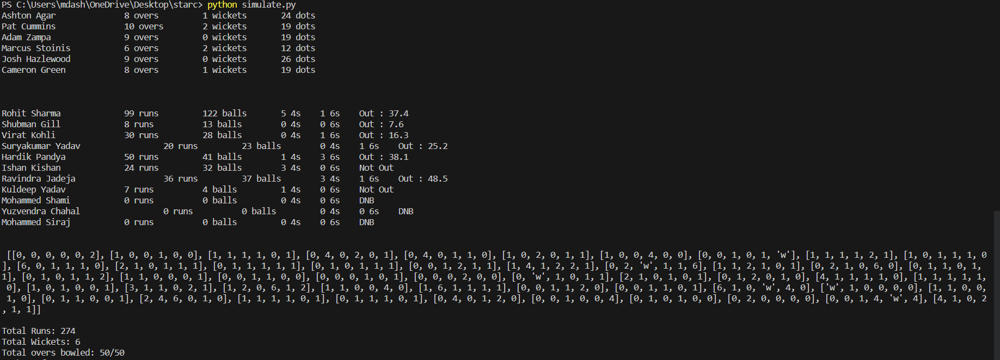 PS C:\Users\mdash\OneDrive\Desktop\starc> python simulate.py
Ashton Agar 8 overs 1 wickets 24 dots
Pat Cummins 10 overs 2 wickets 19 dots
Adam Zampa 9 overs 0 wickets 19 dots
Marcus Stoinis 6 overs 2 wickets 12 dots
Josh Hazlewood 9 overs 0 wickets 26 dots
Cameron Green 8 overs 1 wickets 19 dots
Rohit Sharma 99 runs 122 balls 5 4s 1 6s Out : 37.4
Shubman Gill 8 runs 13 balls 0 4s 0 6s Out : 7.6
Virat Kohli 30 runs 28 balls 0 4s 1 6s Out : 16.3
Suryakumar Yadav 20 runs 23 balls 0 4s 1 6s Out : 25.2
Hardik Pandya 50 runs 41 balls 1 4s 3 6s Out : 38.1
Ishan Kishan 24 runs 32 balls 3 4s 0 6s Not Out
Ravindra Jadeja 36 runs 37 balls 3 4s 1 6s Out : 48.5
Kuldeep Yadav 7 runs 4 balls 1 4s 0 6s Not Out
Mohammed Shami 0 runs 0 balls 0 4s 0 6s DNB
Yuzvendra Chahal 0 runs 0 balls 0 4s 0 6s DNB
Mohammed Siraj 0 runs 0 balls 0 4s 0 6s DNB
[[0, 0, 0, 0, 0, 2], [1, 0, 0, 1, 0, 0], [1, 1, 1, 1, 0, 1], [0, 4, 0, 2, 0, 1], [0, 4, 0, 1, 1, 0], [1, 0, 2, 0, 1, 1], [1, 0, 0, 4, 0, 0], [0, 0, 1, 0, 1, 'w'], [1, 1, 1, 1, 2, 1], [1, 0, 1, 1, 1, 0
], [6, 0, 1, 1, 1, 0], [2, 1, 0, 1, 1, 1], [0, 1, 1, 1, 1, 1], [0, 1, 0, 1, 1, 1], [0, 0, 1, 2, 1, 1], [1, 4, 1, 2, 2, 1], [0, 2, 'w', 1, 1, 6], [1, 1, 2, 1, 0, 1], [0, 2, 1, 0, 6, 0], [0, 1, 1, 0, 1,
1], [0, 1, 0, 1, 1, 2], [1, 1, 0, 0, 0, 1], [0, 0, 1, 1, 0, 0], [0, 0, 0, 1, 0, 1], [0, 0, 0, 2, 0, 0], [0, 'w', 1, 0, 1, 1], [2, 1, 0, 1, 0, 1], [0, 1, 2, 0, 1, 0], [4, 1, 1, 1, 1, 0], [1, 1, 1, 1, 1,
0], [1, 0, 1, 0, 0, 1], [3, 1, 1, 0, 2, 1], [1, 2, 0, 6, 1, 2], [1, 1, 0, 0, 4, 0], [1, 6, 1, 1, 1, 1], [0, 0, 1, 1, 2, 0], [0, 0, 1, 1, 0, 1], [6, 1, 0, 'w', 4, 0], ['w', 1, 0, 0, 0, 0], [1, 1, 0, 0,
1, 0], [0, 1, 1, 0, 0, 1], [2, 4, 6, 0, 1, 0], [1, 1, 1, 1, 0, 1], [0, 1, 1, 1, 0, 1], [0, 4, 0, 1, 2, 0], [0, 0, 1, 0, 0, 4], [0, 1, 0, 1, 0, 0], [0, 2, 0, 0, 0, 0], [0, 0, 1, 4, 'w', 4], [4, 1, 0, 2
, 1, 1]]
Total Runs: 274
Total Wickets: 6
Total overs bowled: 50/50